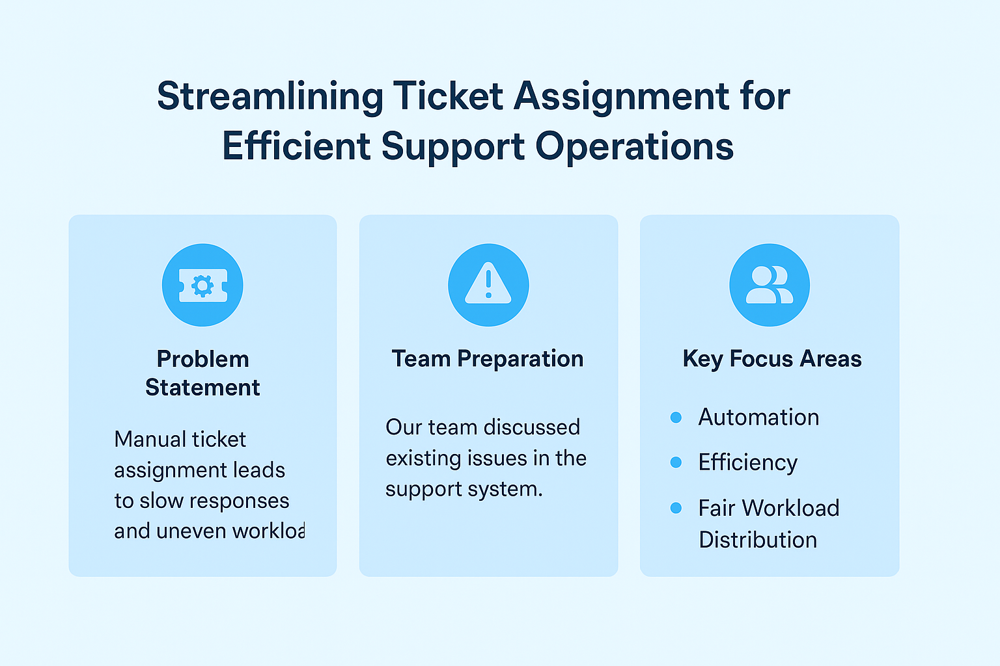 Streamlining Ticket Assignment for
Efficient Support Operations
Problem
Statement
Manual ticket
assignment leads
to slow responses
and uneven workloa
Team Preparation
Our team discussed
existing issues in the
support system.
Key Focus Areas
Automation
Efficiency
Fair Workload
Distribution